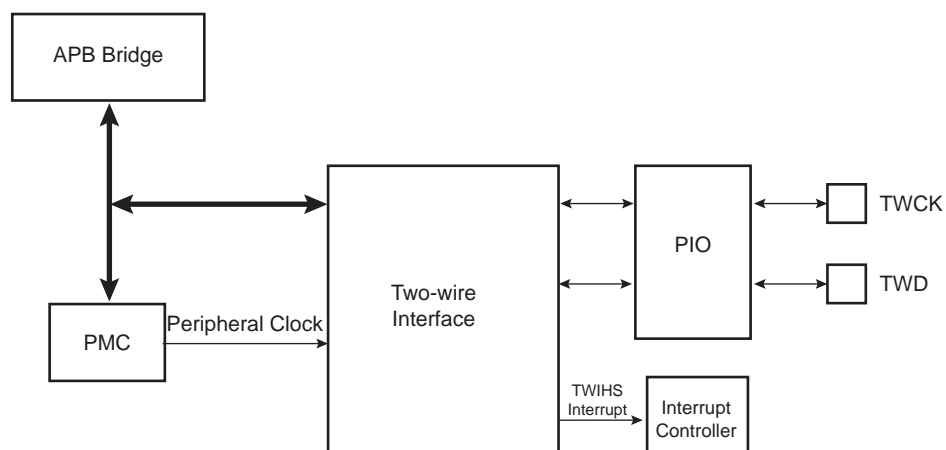 APB Bridge
TWCK
PIO
TWD
Two-wire
Interface
Peripheral Clock
PMC
TWIHS
Interrupt
Interrupt
Controller